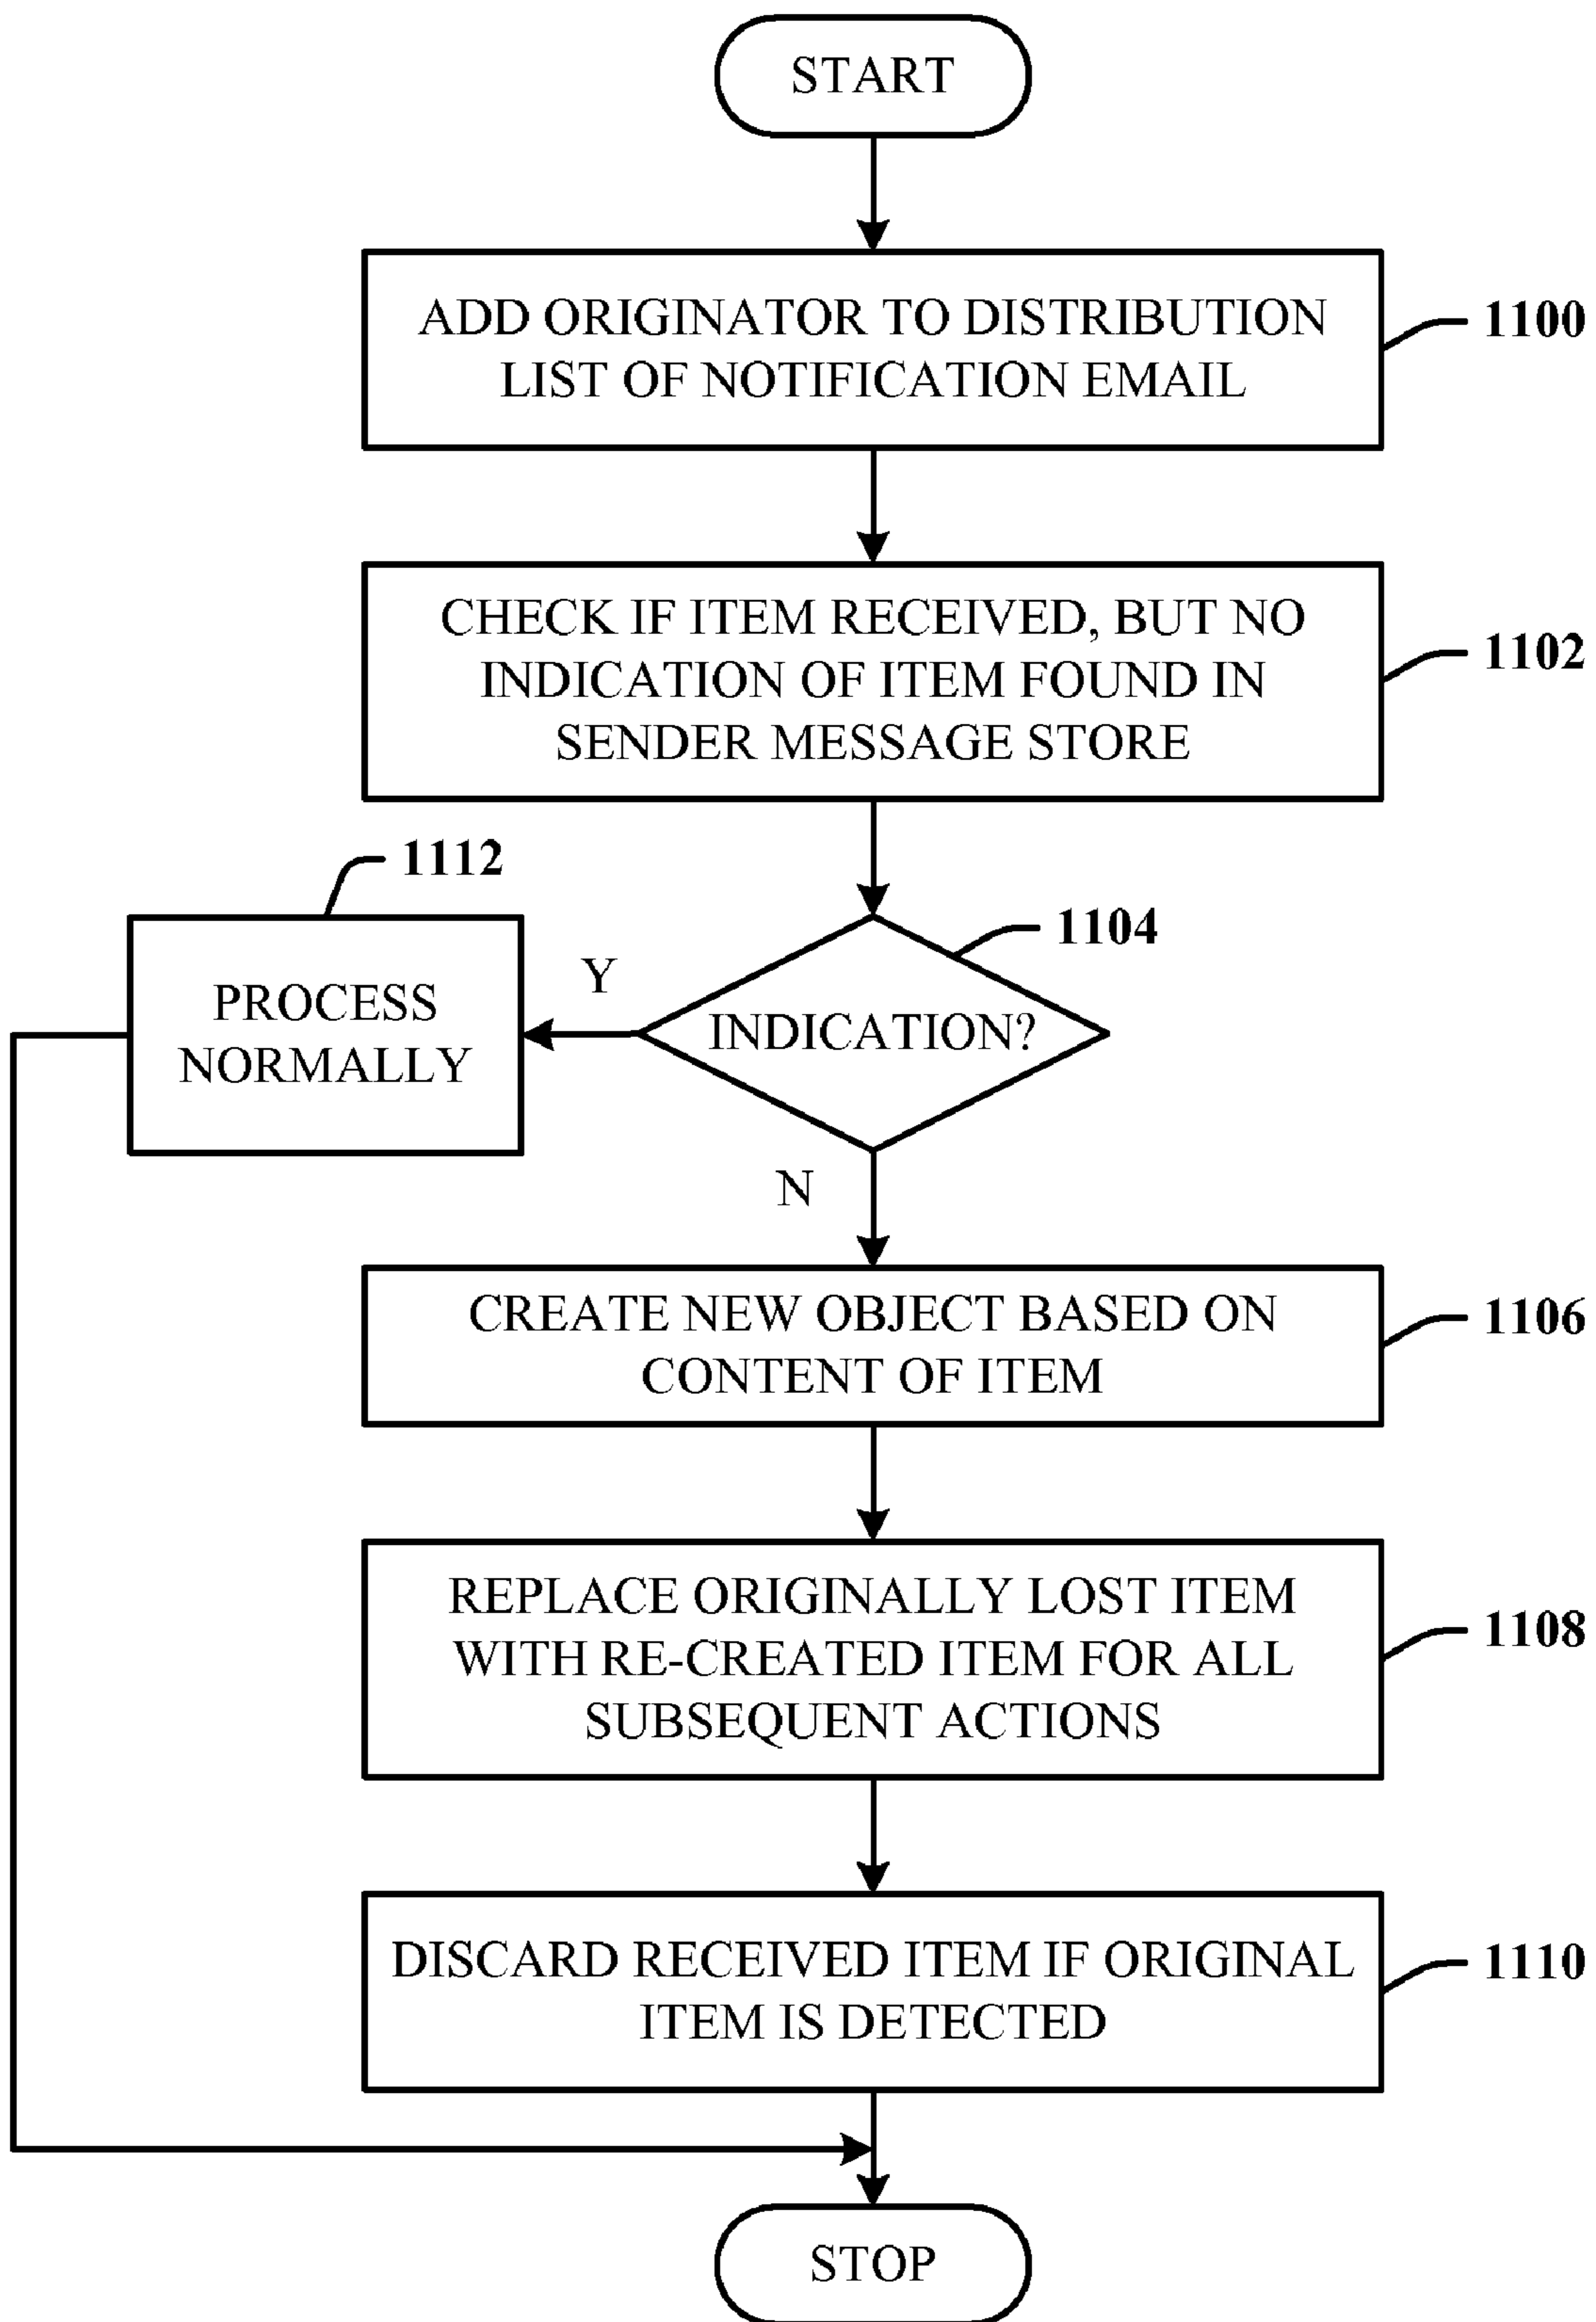 START
ADD ORIGINATOR TO DISTRIBUTION
LIST OF NOTIFICATION EMAIL
1100
CHECK IF ITEM RECEIVED, BUT NO
INDICATION OF ITEM FOUND IN
SENDER MESSAGE STORE
1102
1112
1104
PROCESS
NORMALLY
Y
INDICATION?
N
CREATE NEW OBJECT BASED ON
CONTENT OF ITEM
1106
REPLACE ORIGINALLY LOST ITEM
WITH RE-CREATED ITEM FOR ALL
SUBSEQUENT ACTIONS
1108
DISCARD RECEIVED ITEM IF ORIGINAL
ITEM IS DETECTED
1110
STOP